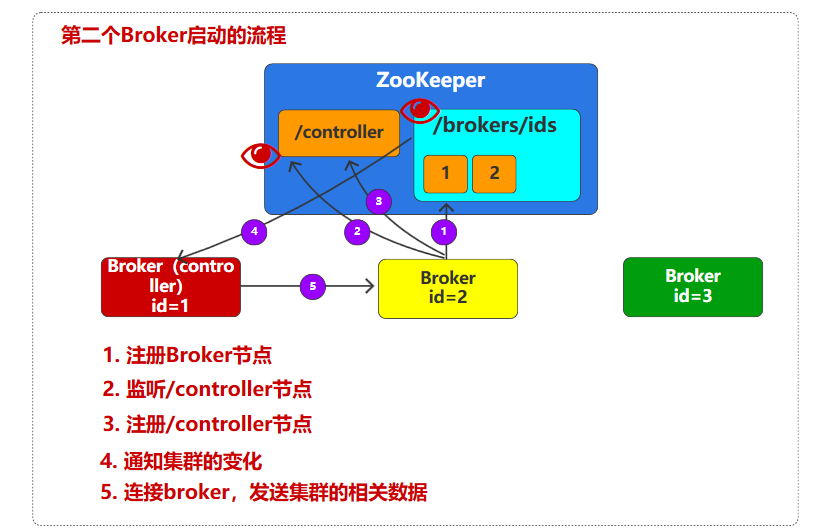 第二个Broker启动的流程
ZooKeeper
/controller
/brokers/ids
1
2
3
4
2
1
Broker（contro
ller）
id=1
5
Broker
id=2
Broker
id=3
1. 注册Broker节点
2. 监听/controller节点
3. 注册/controller节点
4. 通知集群的变化
5. 连接broker，发送集群的相关数据